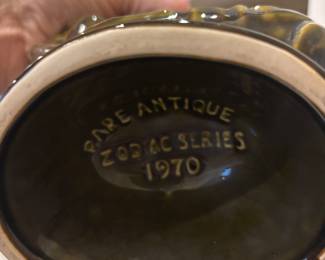 RARE ANTIQUE
ZODIAC SERIES
1970